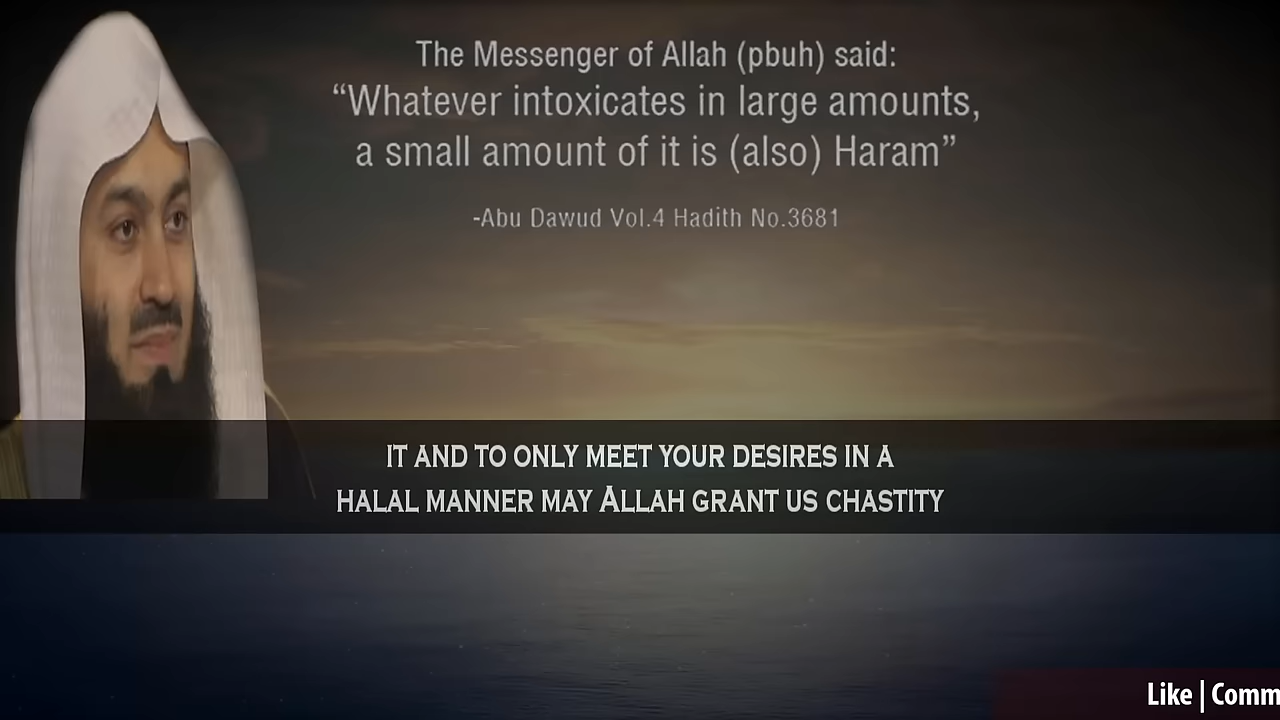 The Messenger of Allah (pbuh) said:
“Whatever intoxicates in large amounts,
a small amount of it is (also) Haram”
-Abu Dawud Vol.4 Hadith No.3681
IT AND TO ONLY MEET YOUR DESIRES IN A
HALAL MANNER MAY ALLAH GRANT US CHASTITY
Like | Comm